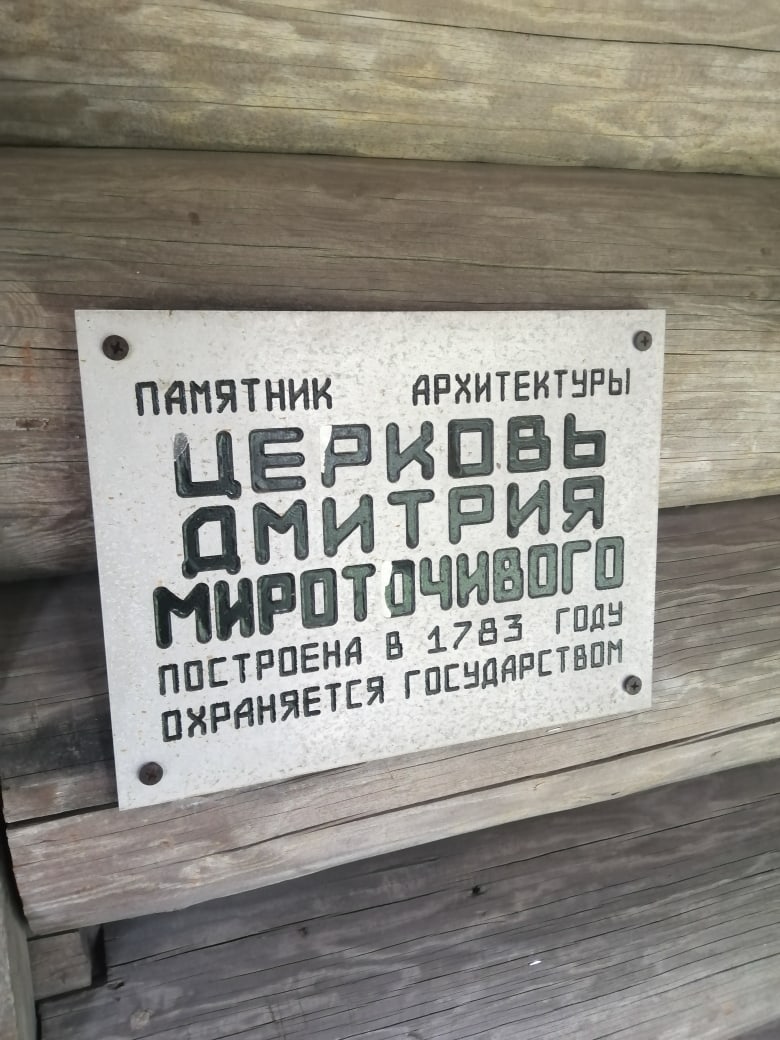 ПАМЯТНИК АРХИТЕКТУРЫ
ЦЕРКОВЬ
ДМИТРИЯ
МИРОТОЧИВОГО
ПОСТРОЕНА В 1783 ГОДУ
ОХРАНЯЕТСЯ ГОСУДАРСТВОМ